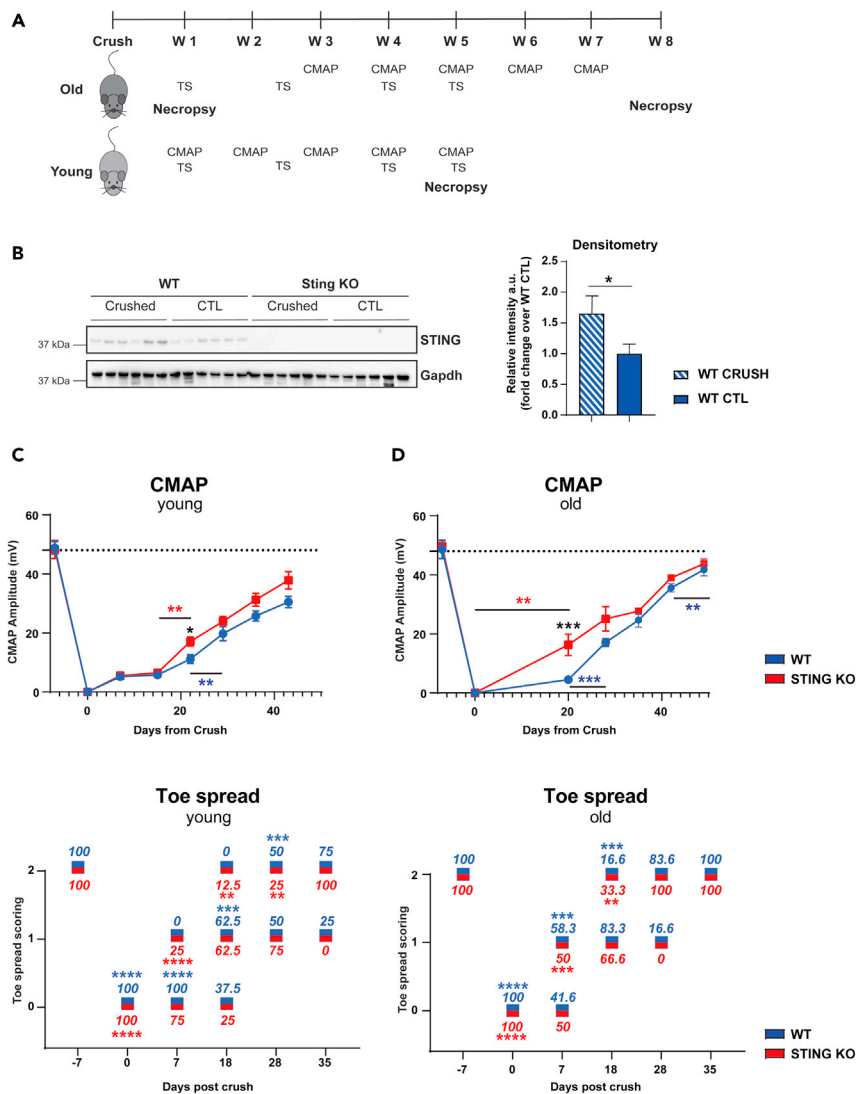 A
Crush W 1 W 2 W 3 W 4 W 5 W 6 W 7 W 8
CMAP CMAP CMAP CMAP CMAP
Old TS TS TS TS
Necropsy Necropsy
CMAP CMAP CMAP CMAP CMAP
Young TS TS TS TS
Necropsy
B
WT Sting KO
Crushed CTL Crushed CTL
37 kDa STING
37 kDa Gapdh
Densitometry
Relative intensity a.u.
(forld change over WT CTL)
2.5
2.0
1.5
1.0
0.5
0.0
*
WT CRUSH
WT CTL
C
CMAP
young
CMAP Amplitude (mV)
60
40
20
0
**
*
**
0 20 40
Days from Crush
D
CMAP
old
CMAP Amplitude (mV)
60
40
20
0
**
***
***
**
0 20 40
Days from Crush
WT
STING KO
Toe spread
young
Toe spread scoring
***
100 0 50 75
2
100 12.5 25 100
** **
***
0 62.5 50 25
1
25 62.5 75 0
****
**** ****
100 100 37.5
0
100 75 25
****
-7 0 7 18 28 35
Days post crush
Toe spread
old
Toe spread scoring
***
100 16.6 83.6 100
2
100 33.3 100 100
**
***
58.3 83.3 16.6
1
50 66.6 0
***
****
100 41.6
0
100 50
****
-7 0 7 18 28 35
Days post crush
WT
STING KO